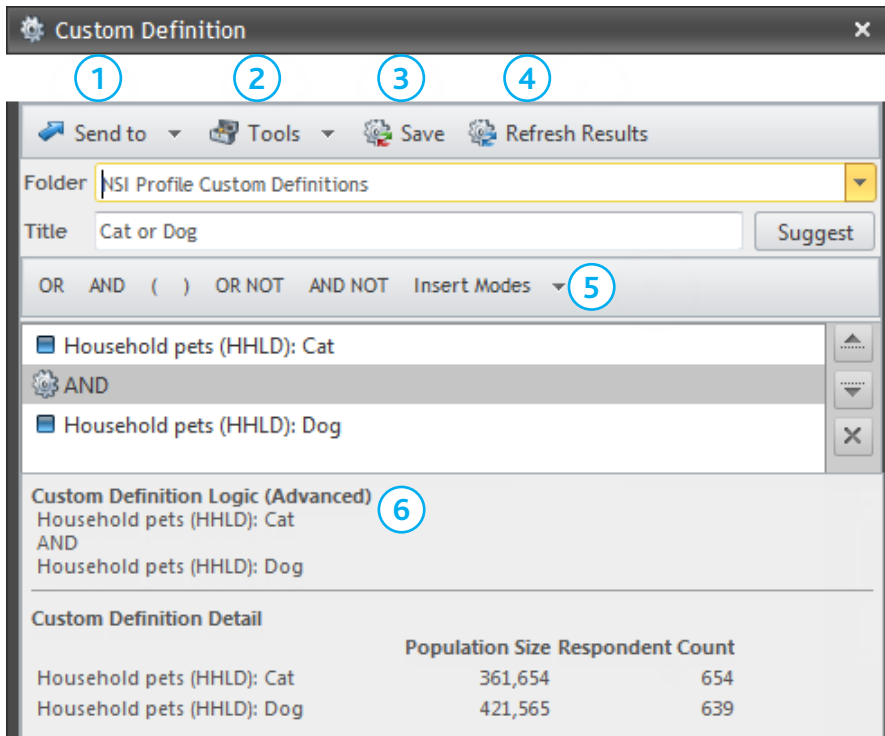 Custom Definition
1 2 3 4
Send to Tools Save Refresh Results
Folder NSI Profile Custom Definitions
Title Cat or Dog Suggest
OR AND ( ) OR NOT AND NOT Insert Modes 5
Household pets (HHLD): Cat
AND
Household pets (HHLD): Dog
Custom Definition Logic (Advanced) 6
Household pets (HHLD): Cat
AND
Household pets (HHLD): Dog
Custom Definition Detail
Population Size Respondent Count
Household pets (HHLD): Cat 361,654 654
Household pets (HHLD): Dog 421,565 639